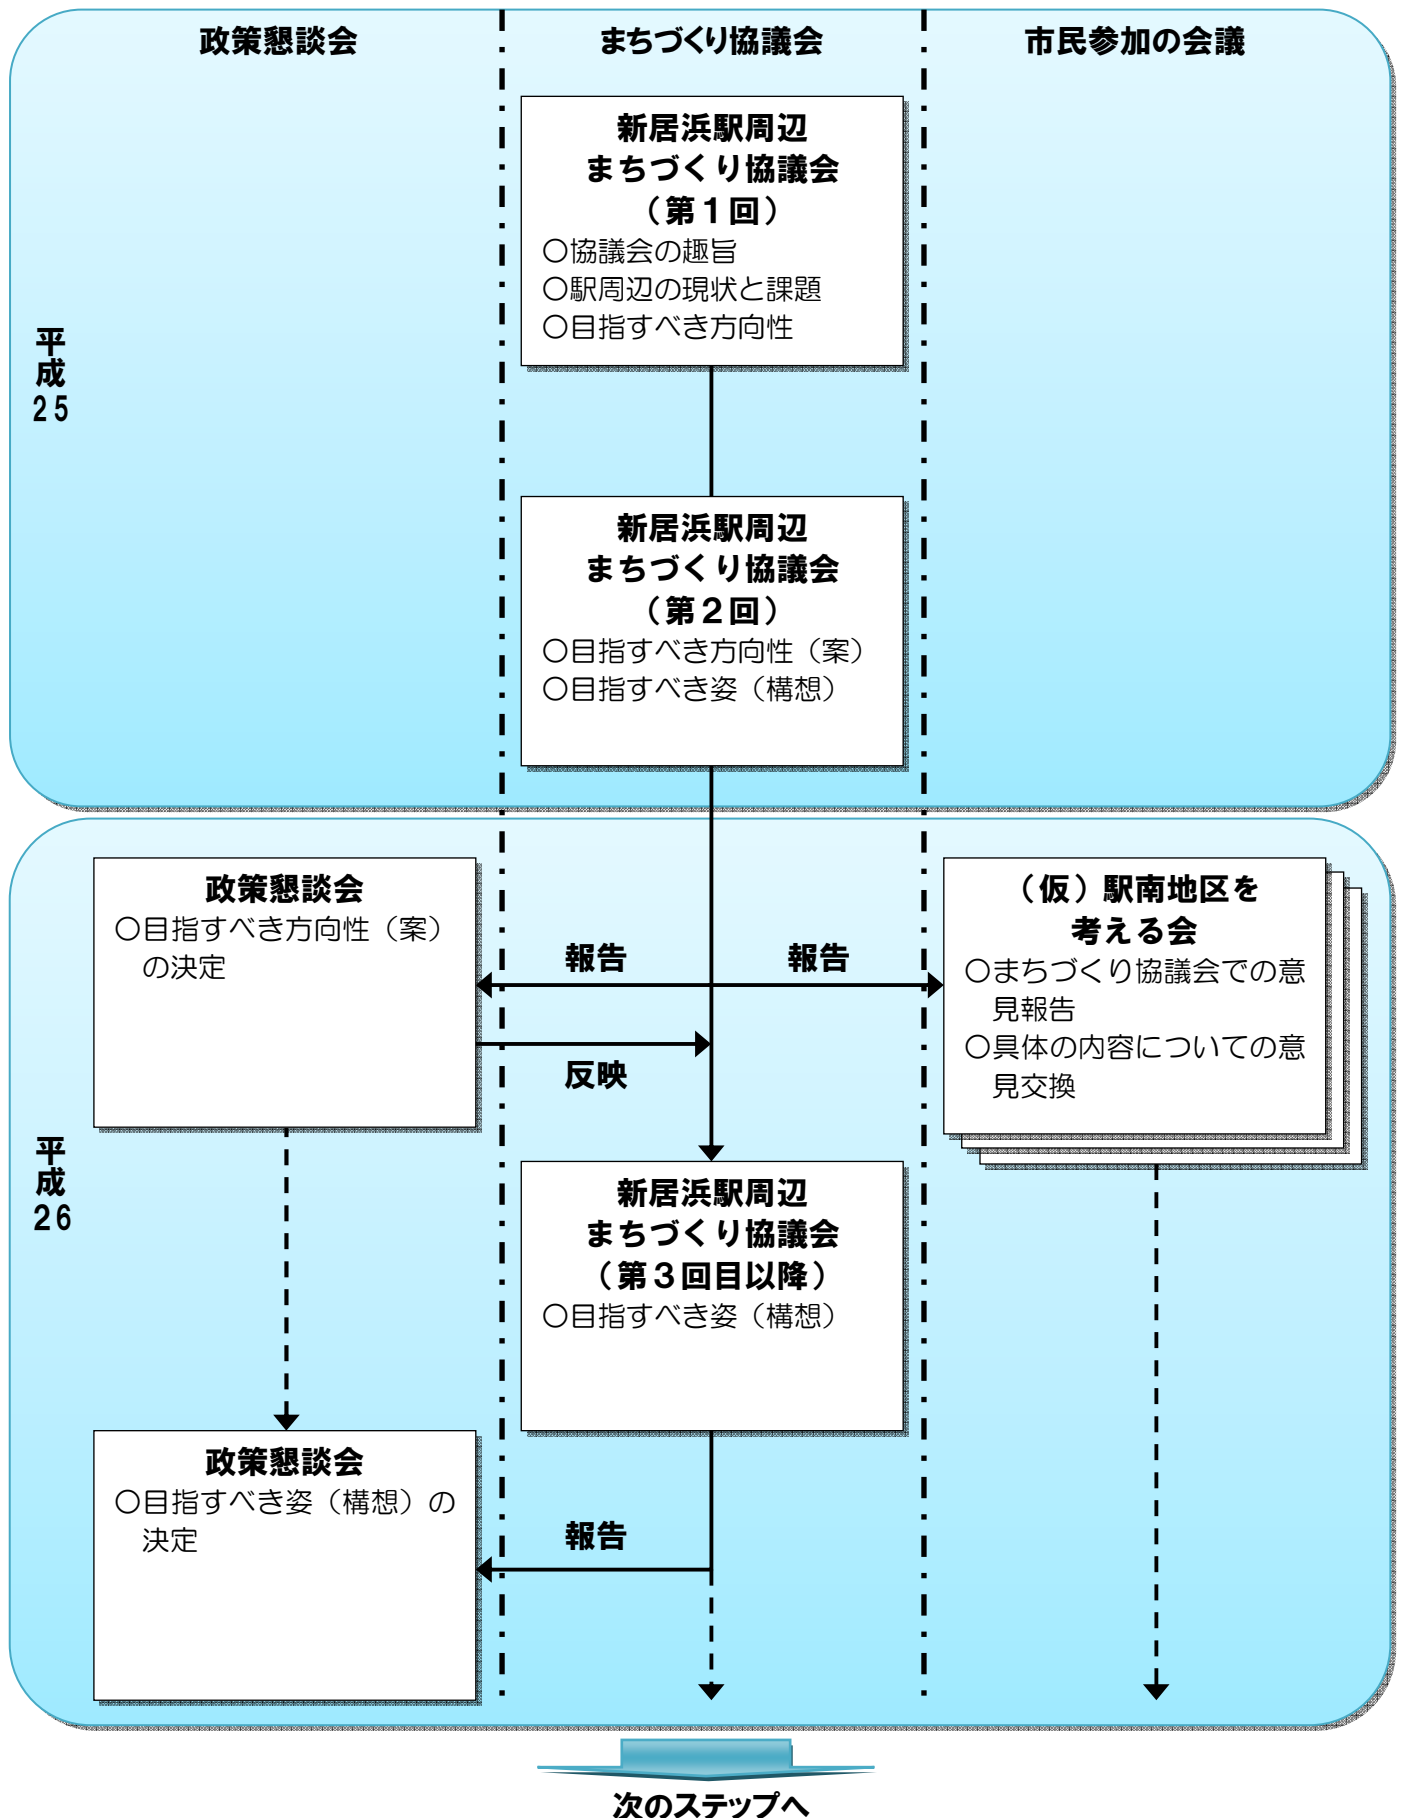 政策懇談会
まちづくり協議会
市民参加の会議
新居浜駅周辺
まちづくり協議会
（第１回）
○協議会の趣旨
○駅周辺の現状と課題
○目指すべき方向性
平成25
新居浜駅周辺
まちづくり協議会
（第２回）
○目指すべき方向性（案）
○目指すべき姿（構想）
政策懇談会
○目指すべき方向性（案）
の決定
報告
報告
反映
（仮）駅南地区を
考える会
○まちづくり協議会での意
見報告
○具体の内容についての意
見交換
平成26
新居浜駅周辺
まちづくり協議会
（第３回目以降）
○目指すべき姿（構想）
政策懇談会
○目指すべき姿（構想）の
決定
報告
次のステップへ